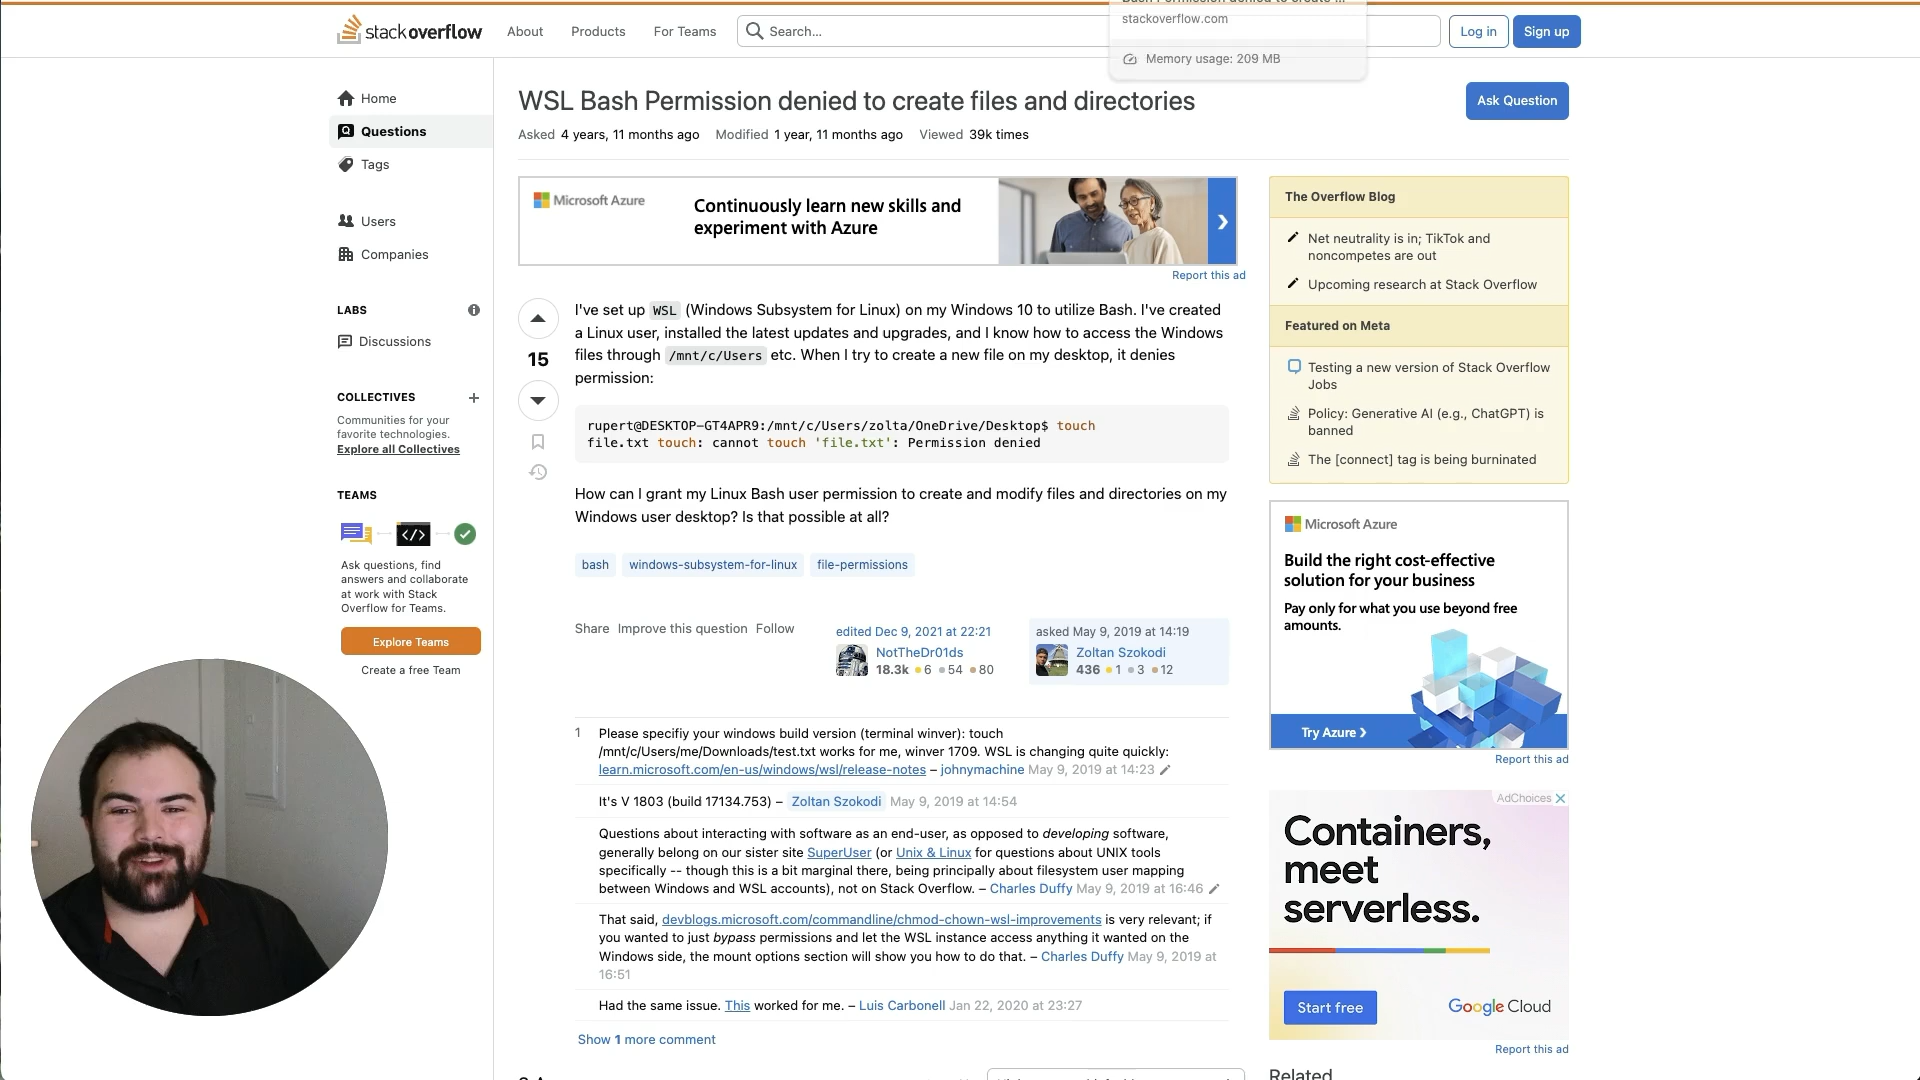 Bash Permission denied to create ...
stackoverflow.com
Memory usage: 209 MB
stackoverflow
About
Products
For Teams
Search...
Log in
Sign up
Home
Questions
Tags
Users
Companies
LABS
Discussions
COLLECTIVES
Communities for your
favorite technologies.
Explore all Collectives
TEAMS
Ask questions, find
answers and collaborate
at work with Stack
Overflow for Teams.
Explore Teams
Create a free Team
WSL Bash Permission denied to create files and directories
Ask Question
Asked 4 years, 11 months ago Modified 1 year, 11 months ago Viewed 39k times
Microsoft Azure
Continuously learn new skills and
experiment with Azure
Report this ad
15
I've set up WSL (Windows Subsystem for Linux) on my Windows 10 to utilize Bash. I've created
a Linux user, installed the latest updates and upgrades, and I know how to access the Windows
files through /mnt/c/Users etc. When I try to create a new file on my desktop, it denies
permission:
rupert@DESKTOP-GT4APR9:/mnt/c/Users/zolta/OneDrive/Desktop$ touch
file.txt touch: cannot touch 'file.txt': Permission denied
How can I grant my Linux Bash user permission to create and modify files and directories on my
Windows user desktop? Is that possible at all?
bash windows-subsystem-for-linux file-permissions
Share Improve this question Follow
edited Dec 9, 2021 at 22:21
NotTheDr01ds
18.3k 6 54 80
asked May 9, 2019 at 14:19
Zoltan Szokodi
436 1 3 12
1
Please specifiy your windows build version (terminal winver): touch
/mnt/c/Users/me/Downloads/test.txt works for me, winver 1709. WSL is changing quite quickly:
learn.microsoft.com/en-us/windows/wsl/release-notes – johnymachine May 9, 2019 at 14:23
It's V 1803 (build 17134.753) – Zoltan Szokodi May 9, 2019 at 14:54
Questions about interacting with software as an end-user, as opposed to developing software,
generally belong on our sister site SuperUser (or Unix & Linux for questions about UNIX tools
specifically -- though this is a bit marginal there, being principally about filesystem user mapping
between Windows and WSL accounts), not on Stack Overflow. – Charles Duffy May 9, 2019 at 16:46
That said, devblogs.microsoft.com/commandline/chmod-chown-wsl-improvements is very relevant; if
you wanted to just bypass permissions and let the WSL instance access anything it wanted on the
Windows side, the mount options section will show you how to do that. – Charles Duffy May 9, 2019 at
16:51
Had the same issue. This worked for me. – Luis Carbonell Jan 22, 2020 at 23:27
Show 1 more comment
The Overflow Blog
Net neutrality is in; TikTok and
noncompetes are out
Upcoming research at Stack Overflow
Featured on Meta
Testing a new version of Stack Overflow
Jobs
Policy: Generative AI (e.g., ChatGPT) is
banned
The [connect] tag is being burninated
Microsoft Azure
Build the right cost-effective
solution for your business
Pay only for what you use beyond free
amounts.
Try Azure
Report this ad
AdChoices
Containers,
meet
serverless.
Start free
Google Cloud
Report this ad
Related